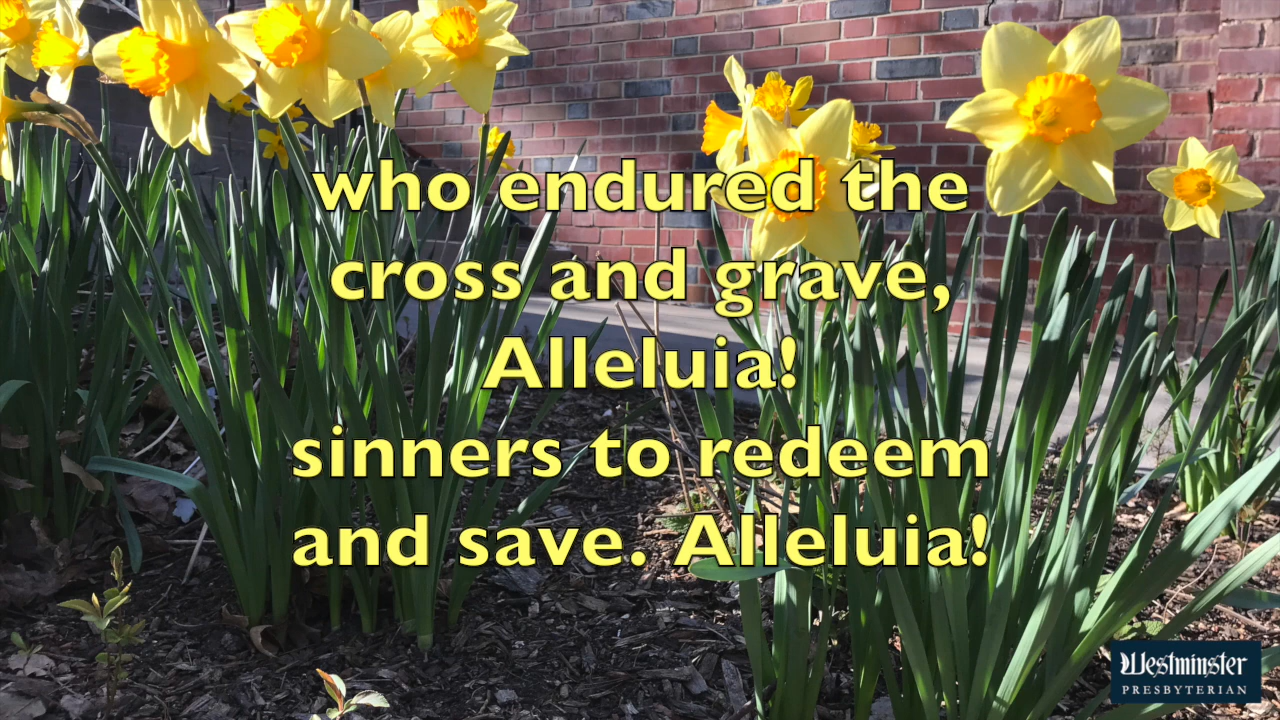 who endured the
cross and grave,
Alleluia!
sinners to redeem
and save. Alleluia!
Westminster
PRESBYTERIAN